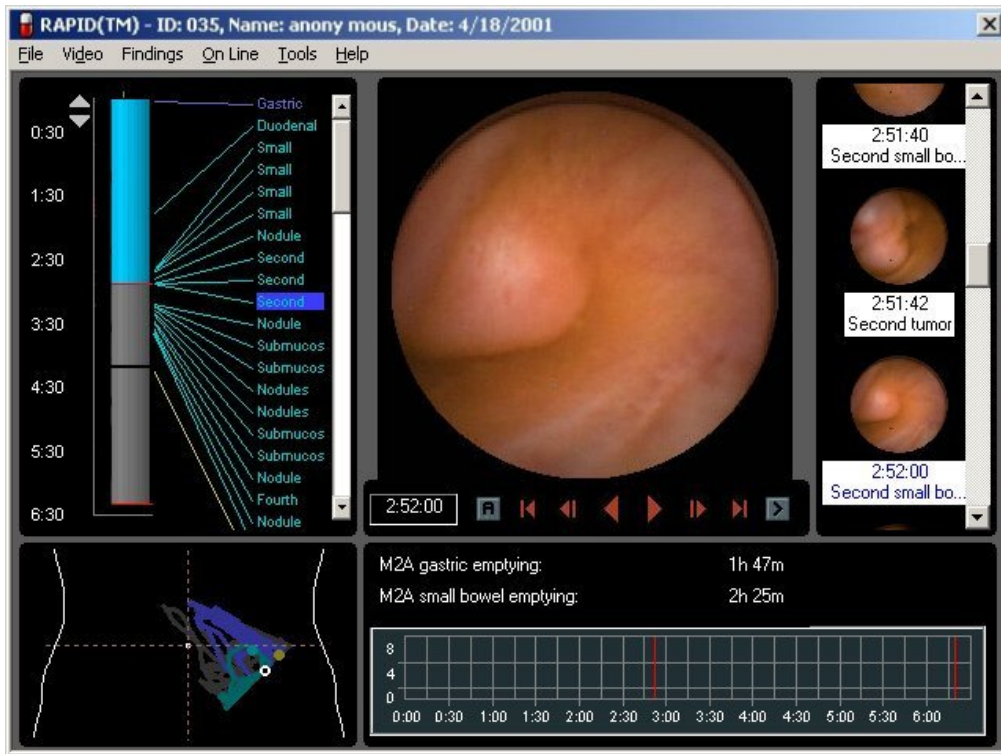 RAPID(TM) - ID: 035, Name: anony mous, Date: 4/18/2001
File Video Findings On Line Tools Help
0:30
1:30
2:30
3:30
4:30
5:30
6:30
Gastric
Duodenal
Small
Small
Small
Small
Nodule
Second
Second
Second
Nodule
Submucos
Submucos
Nodules
Nodules
Submucos
Submucos
Nodule
Fourth
Nodule
2:52:00
A
2:51:40
Second small bo...
2:51:42
Second tumor
2:52:00
Second small bo...
M2A gastric emptying: 1h 47m
M2A small bowel emptying: 2h 25m
8
4
0
0:00 0:30 1:00 1:30 2:00 2:30 3:00 3:30 4:00 4:30 5:00 5:30 6:00